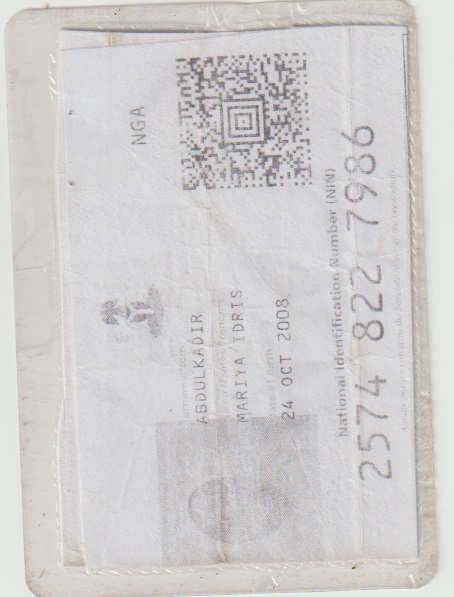 NGA
ABDULKADIR
MARIYA IDRIS
24 OCT 2008
National Identification Number (NIN)
2574 822 7986